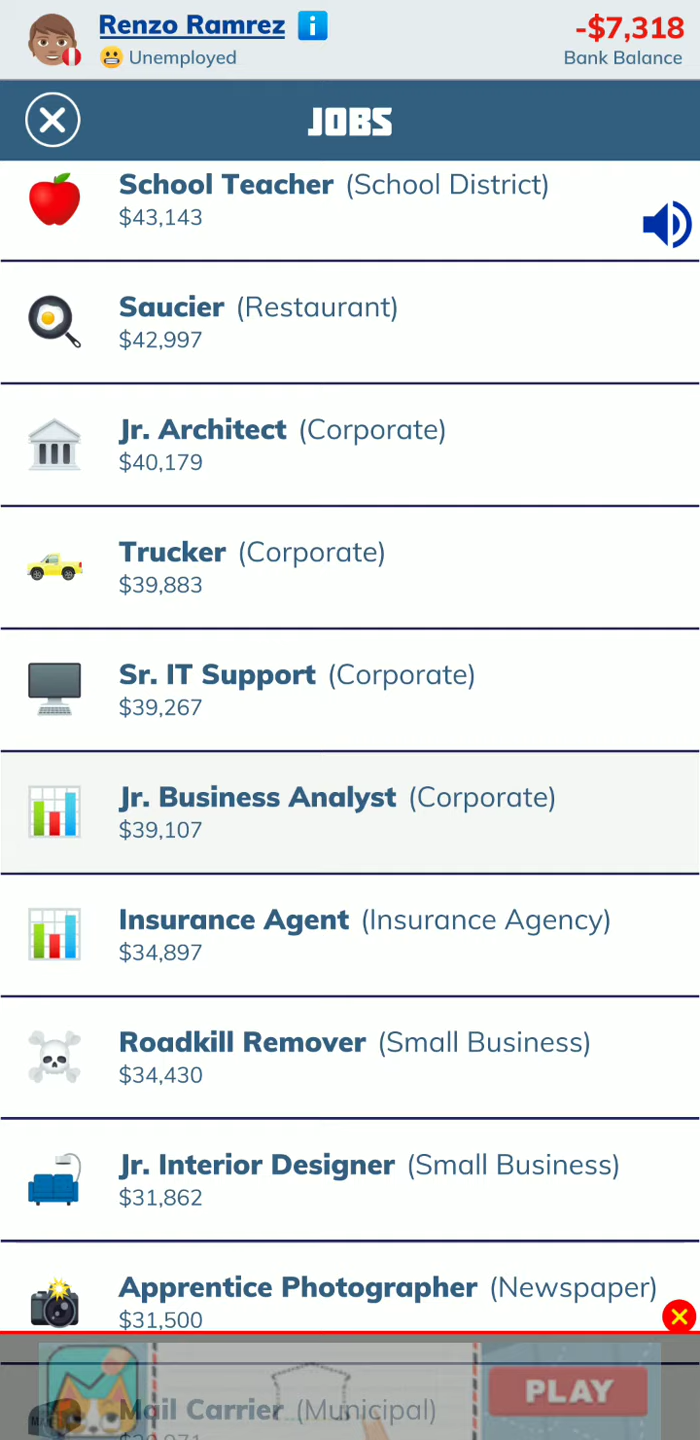 Renzo Ramrez
-$7,318
Unemployed
Bank Balance
JOBS
School Teacher (School District)
$43,143
Saucier (Restaurant)
$42,997
Jr. Architect (Corporate)
$40,179
Trucker (Corporate)
$39,883
Sr. IT Support (Corporate)
$39,267
Jr. Business Analyst (Corporate)
$39,107
Insurance Agent (Insurance Agency)
$34,897
Roadkill Remover (Small Business)
$34,430
Jr. Interior Designer (Small Business)
$31,862
Apprentice Photographer (Newspaper)
$31,500
PLAY
Mail Carrier (Municipal)